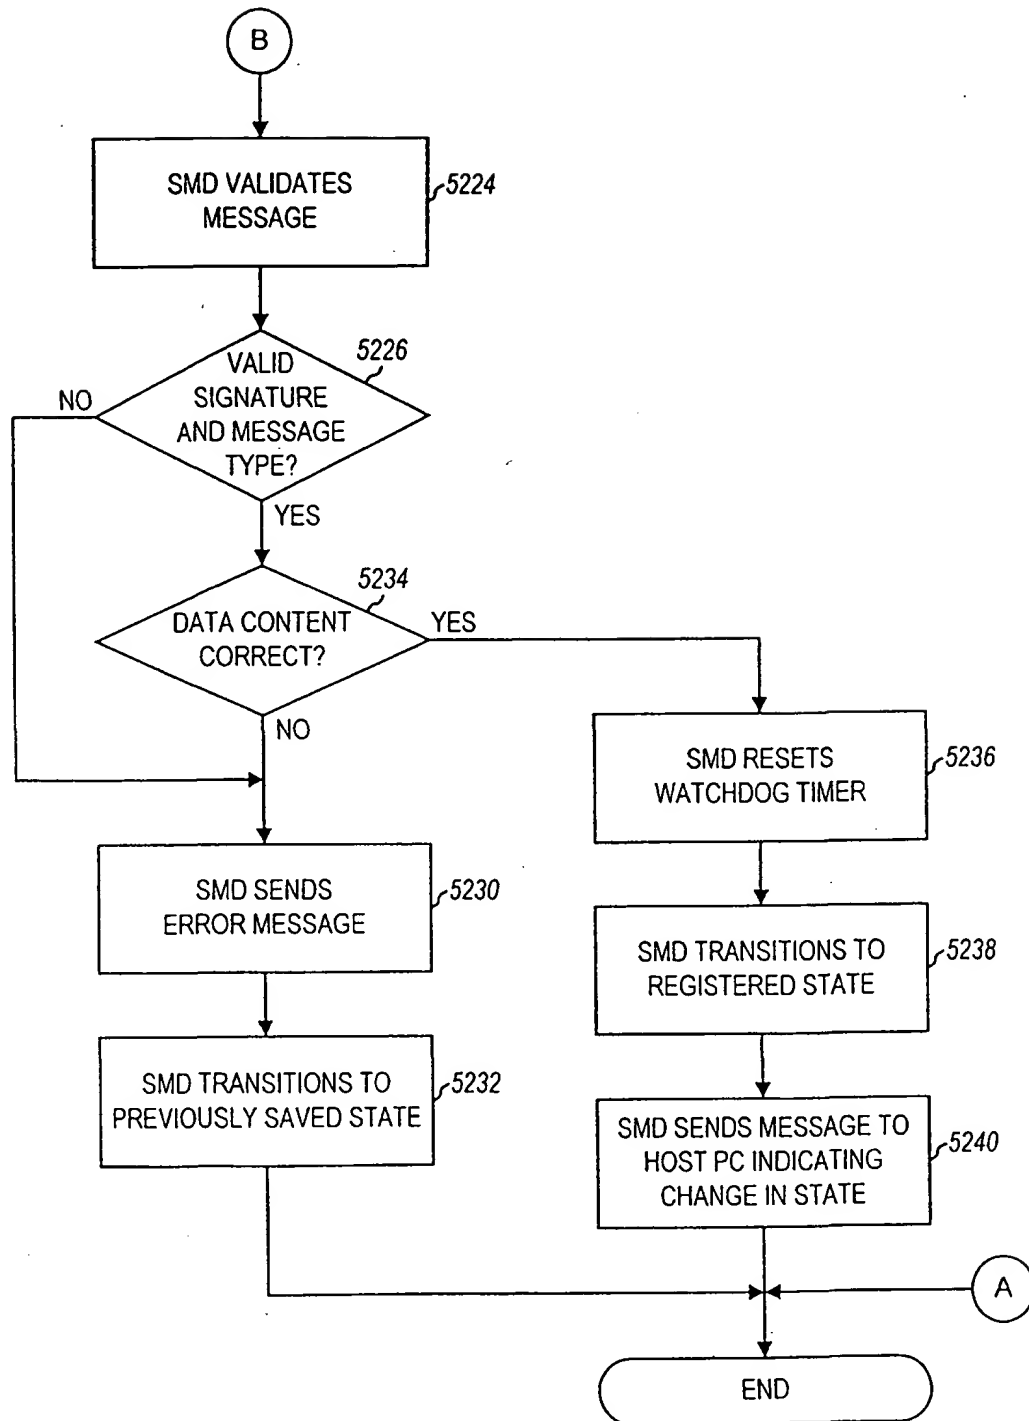 B
SMD VALIDATES
MESSAGE
5224
VALID
SIGNATURE
AND MESSAGE
TYPE?
5226
NO
YES
DATA CONTENT
CORRECT?
5234
YES
NO
SMD RESETS
WATCHDOG TIMER
5236
SMD SENDS
ERROR MESSAGE
5230
SMD TRANSITIONS TO
REGISTERED STATE
5238
SMD TRANSITIONS TO
PREVIOUSLY SAVED STATE
5232
SMD SENDS MESSAGE TO
HOST PC INDICATING
CHANGE IN STATE
5240
A
END